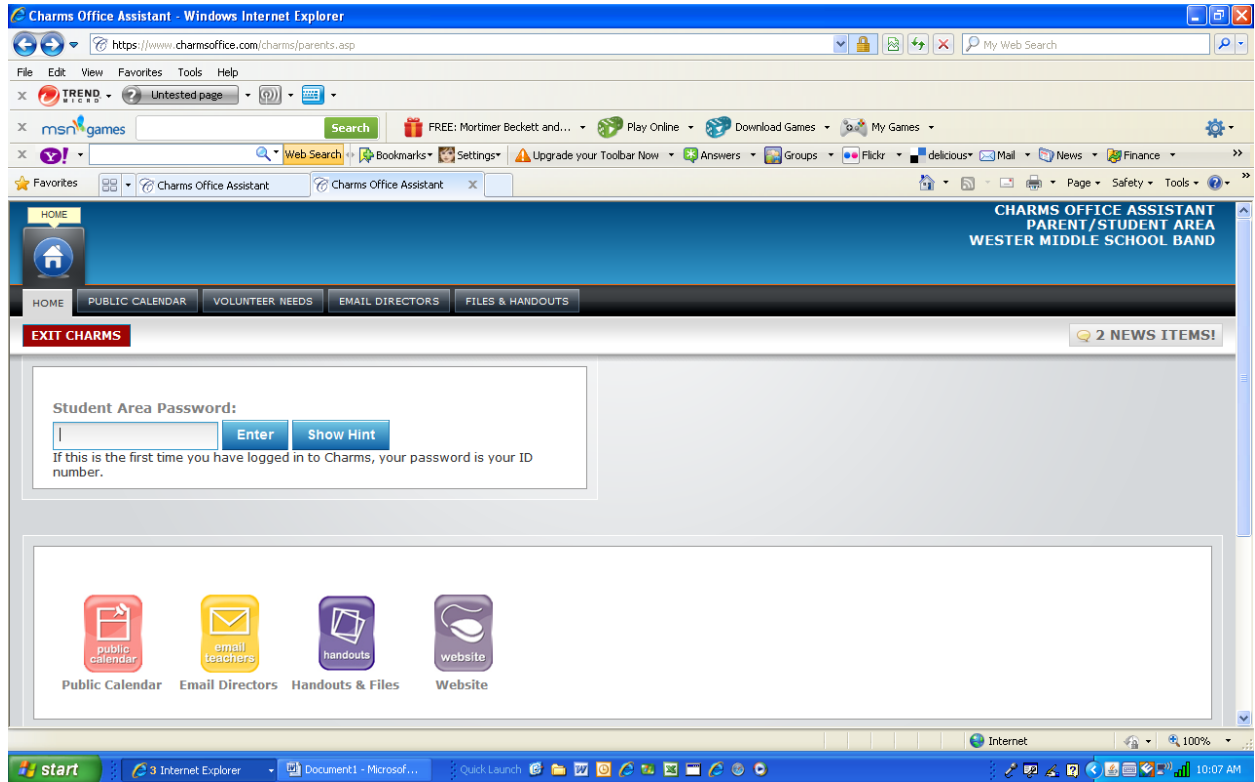 Charms Office Assistant - Windows Internet Explorer
https://www.charmsoffice.com/charms/parents.asp
My Web Search
File Edit View Favorites Tools Help
x TREND MICRO Untested page
x msn games Search FREE: Mortimer Beckett and... Play Online Download Games My Games
x Y! Web Search Bookmarks Settings Upgrade your Toolbar Now Answers Groups Flickr delicious Mail News Finance »
Favorites Charms Office Assistant Charms Office Assistant x Page Safety Tools »
HOME
CHARMS OFFICE ASSISTANT
PARENT/STUDENT AREA
WESTER MIDDLE SCHOOL BAND
HOME PUBLIC CALENDAR VOLUNTEER NEEDS EMAIL DIRECTORS FILES & HANDOUTS
EXIT CHARMS 2 NEWS ITEMS!
Student Area Password:
Enter Show Hint
If this is the first time you have logged in to Charms, your password is your ID
number.
public
calendar
email
teachers
handouts
website
Public Calendar Email Directors Handouts & Files Website
Internet 100%
start 3 Internet Explorer Document1 - Microsof... Quick Launch 10:07 AM